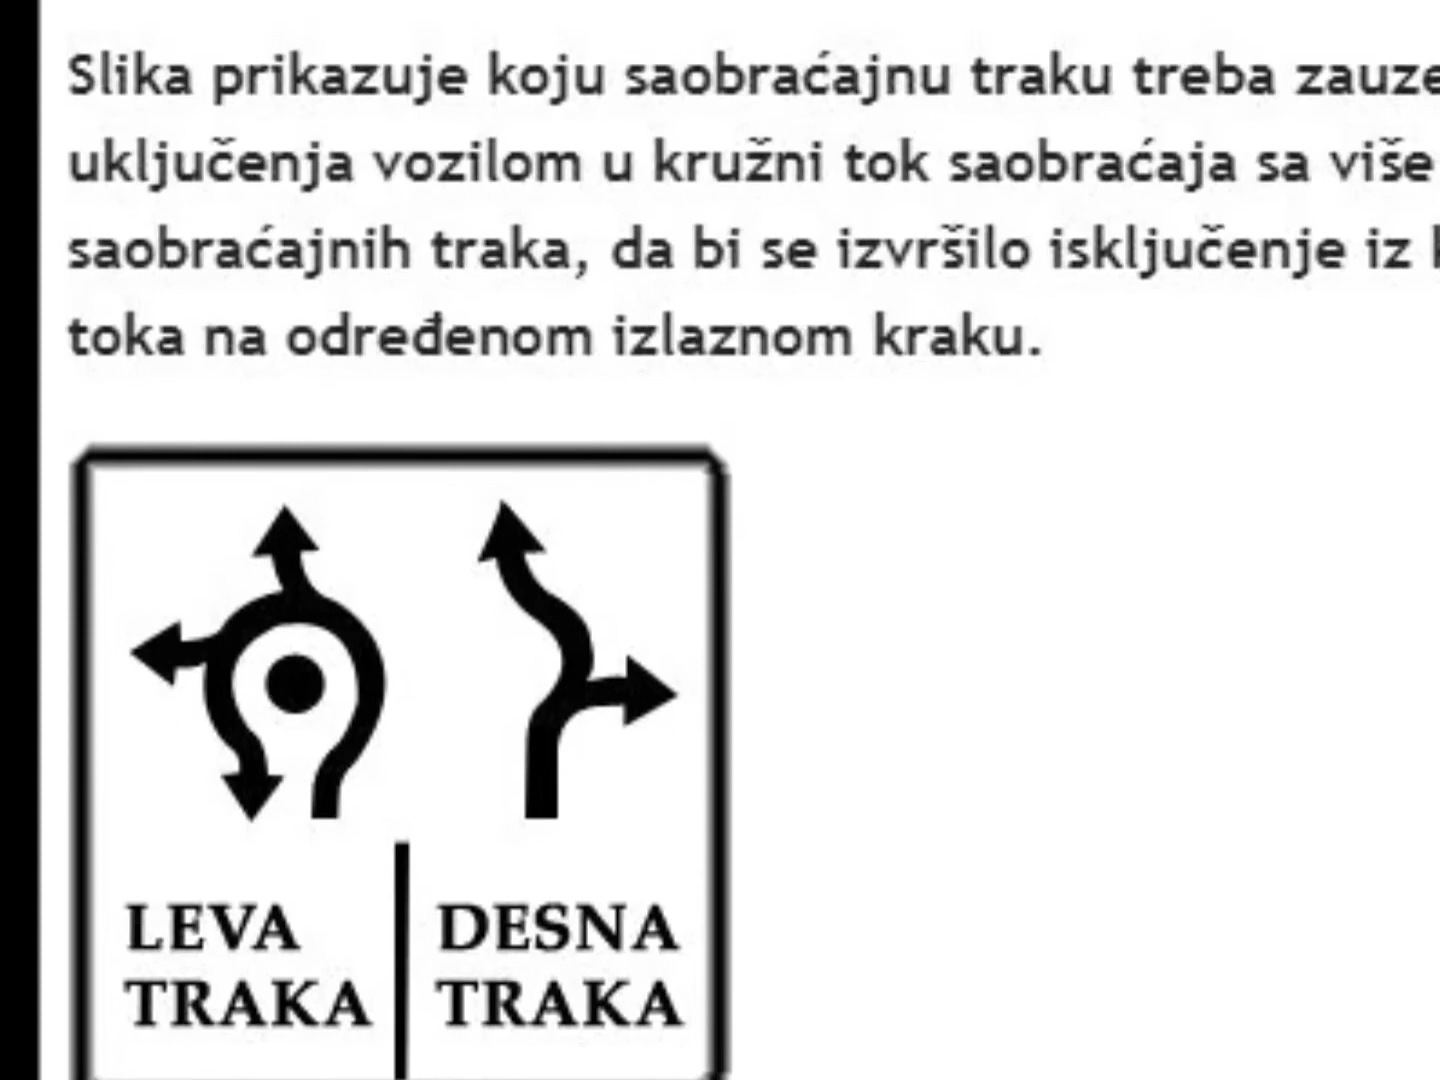 Slika prikazuje koju saobraćajnu traku treba
uključenja vozilom u kružni tok saobraćaja sa više
saobraćajnih traka, da bi se izvršilo isključenje iz
toka na određenom izlaznom kraku.
LEVA TRAKA
DESNA TRAKA